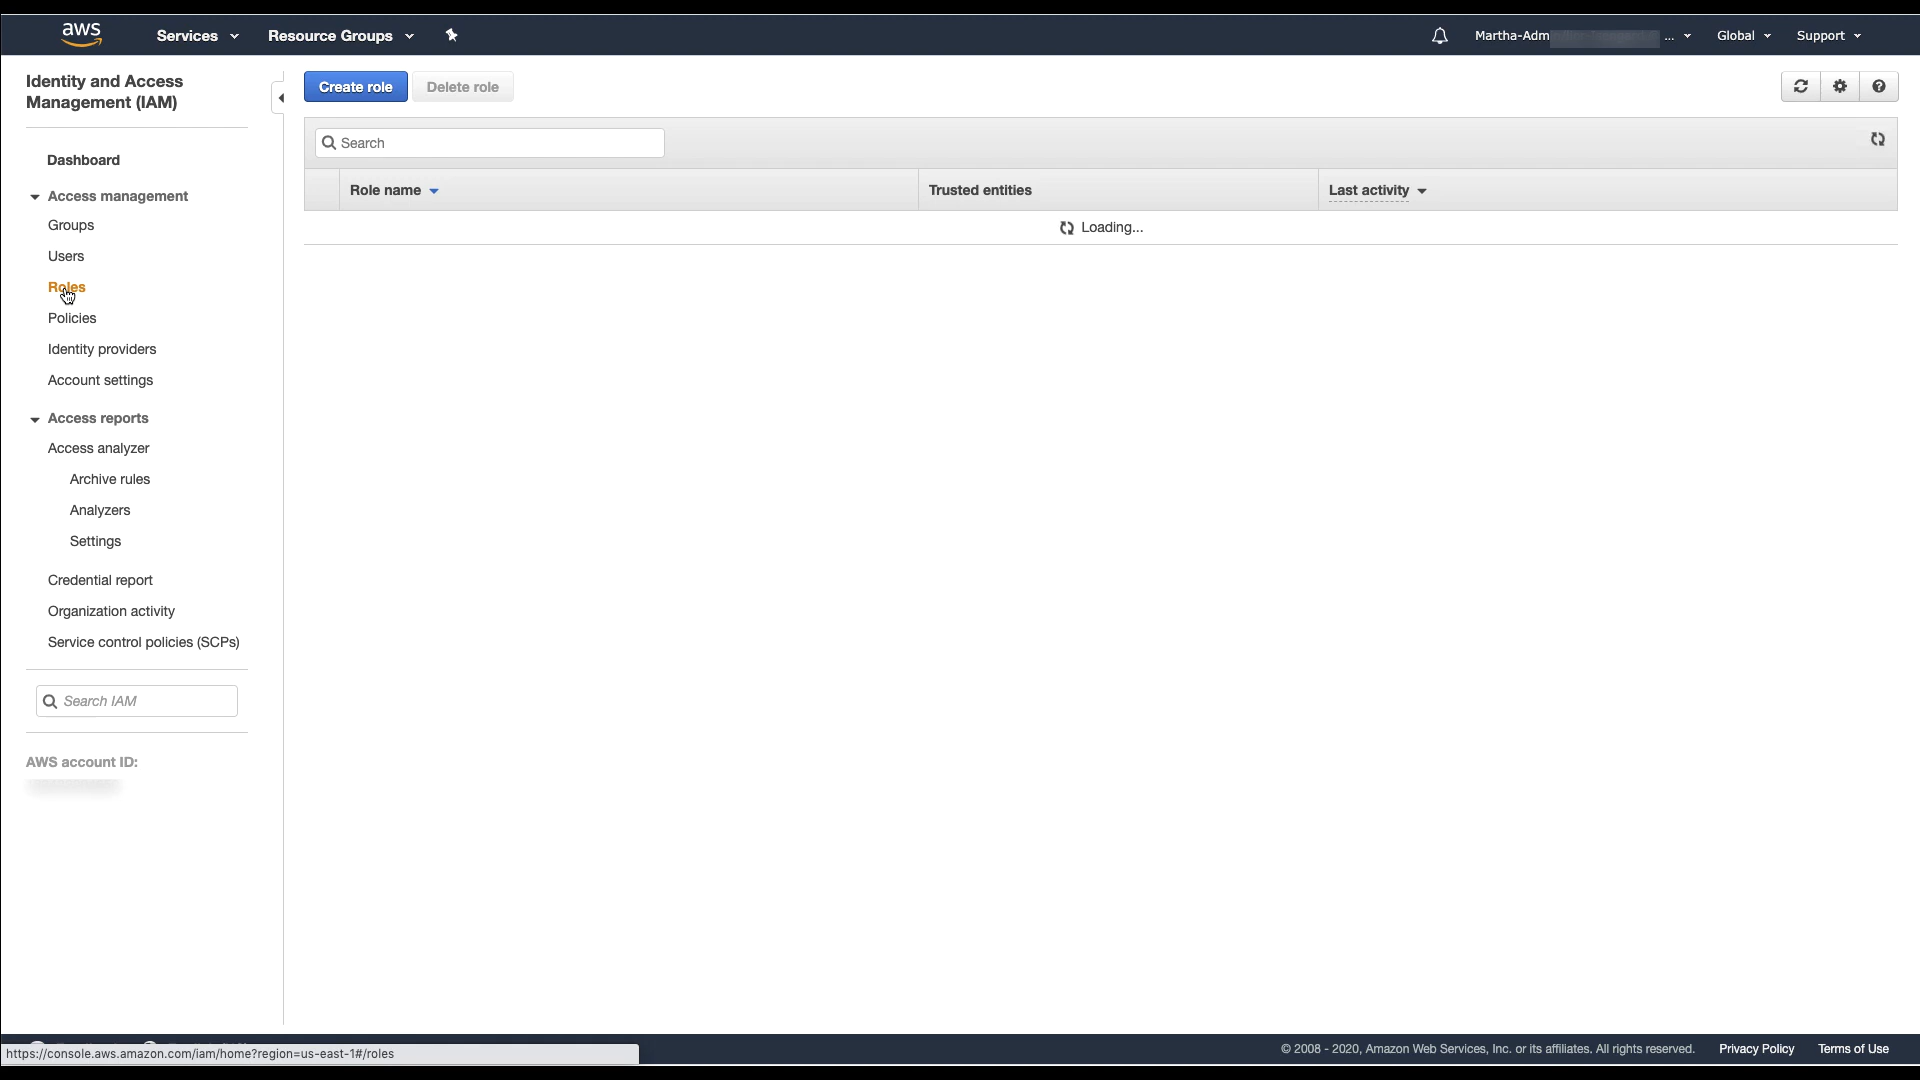 aws
Services
Resource Groups
Martha-Adm ...
Global
Support
Identity and Access
Management (IAM)
Dashboard
Access management
Groups
Users
Roles
Policies
Identity providers
Account settings
Access reports
Access analyzer
Archive rules
Analyzers
Settings
Credential report
Organization activity
Service control policies (SCPs)
Search IAM
AWS account ID:
Create role
Delete role
Search
Role name
Trusted entities
Last activity
Loading...
https://console.aws.amazon.com/iam/home?region=us-east-1#/roles
© 2008 - 2020, Amazon Web Services, Inc. or its affiliates. All rights reserved.
Privacy Policy
Terms of Use